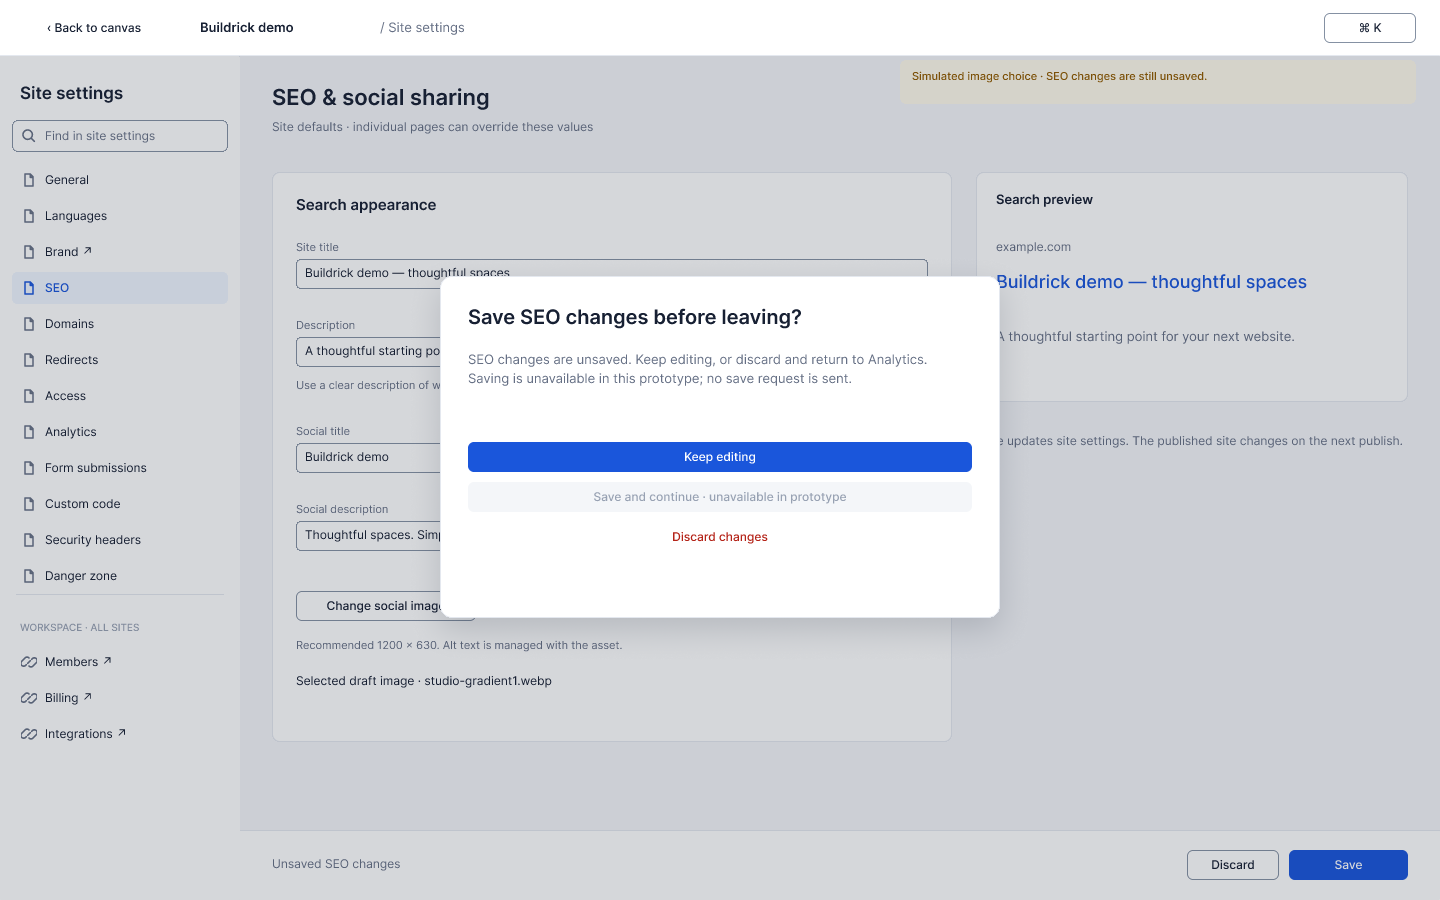 ‹ Back to canvas
Buildrick demo
/ Site settings
⌘ K
Site settings
Find in site settings
General
Languages
Brand ↗
SEO
Domains
Redirects
Access
Analytics
Form submissions
Custom code
Security headers
Danger zone
WORKSPACE · ALL SITES
Members ↗
Billing ↗
Integrations ↗
Simulated image choice · SEO changes are still unsaved.
SEO & social sharing
Site defaults · individual pages can override these values
Search appearance
Site title
Buildrick demo — thoughtful spaces
Description
A thoughtful starting po
Use a clear description of w
Social title
Buildrick demo
Social description
Thoughtful spaces. Simp
Change social image
Recommended 1200 × 630. Alt text is managed with the asset.
Selected draft image · studio-gradient1.webp
Search preview
example.com
Buildrick demo — thoughtful spaces
A thoughtful starting point for your next website.
e updates site settings. The published site changes on the next publish.
Save SEO changes before leaving?
SEO changes are unsaved. Keep editing, or discard and return to Analytics.
Saving is unavailable in this prototype; no save request is sent.
Keep editing
Save and continue · unavailable in prototype
Discard changes
Unsaved SEO changes
Discard
Save